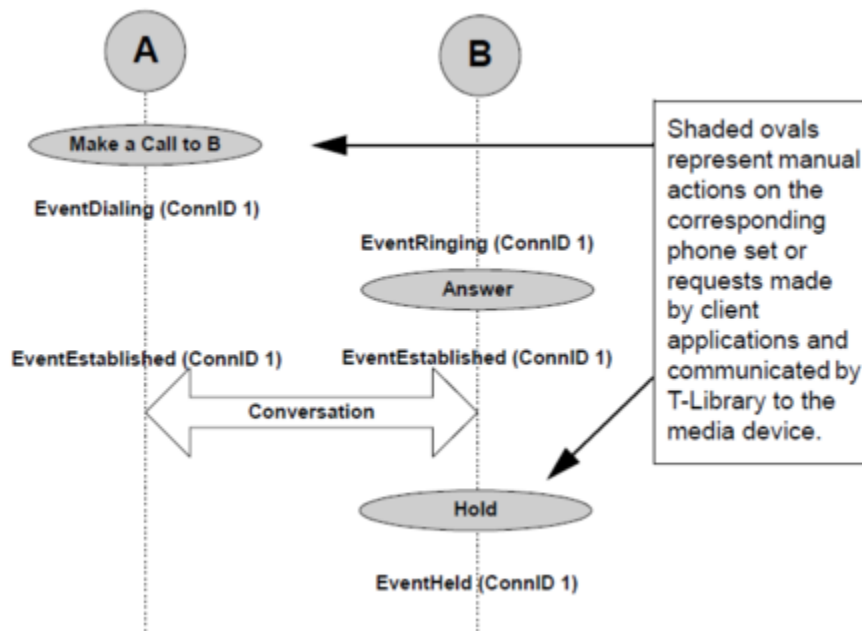 A
B
Make a Call to B
EventDialing (ConnID 1)
EventRinging (ConnID 1)
Answer
EventEstablished (ConnID 1)
EventEstablished (ConnID 1)
Conversation
Hold
EventHeld (ConnID 1)
Shaded ovals
represent manual
actions on the
corresponding
phone set or
requests made
by client
applications and
communicated by
T-Library to the
media device.